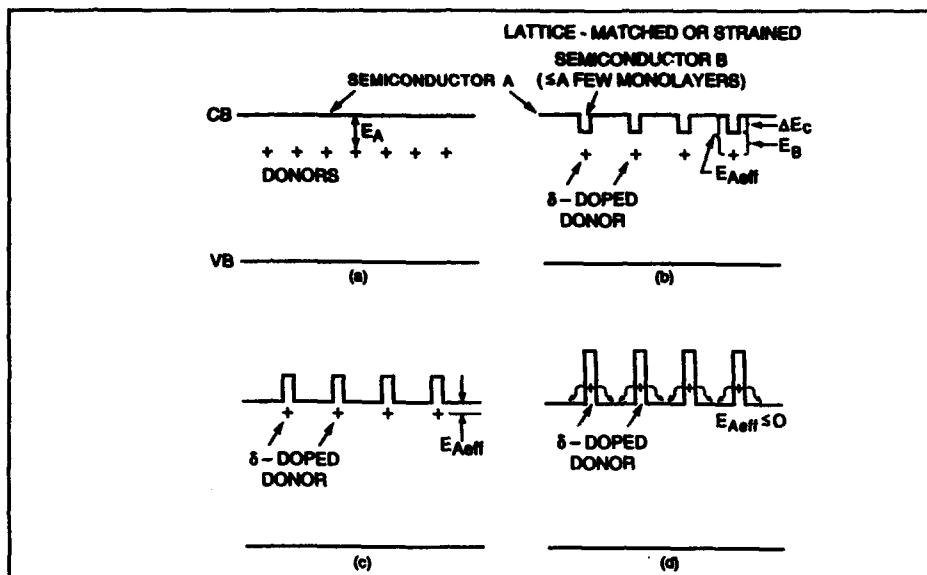 LATTICE - MATCHED OR STRAINED
SEMICONDUCTOR B
(≤A FEW MONOLAYERS)
SEMICONDUCTOR A
CB
E_A
+ + + + + + +
DONORS
VB
(a)
ΔE_C
E_B
+ + + +
E_Aeff
δ - DOPED
DONOR
(b)
+ + + +
E_Aeff
δ - DOPED
DONOR
(c)
+ + + +
E_Aeff ≤ 0
δ - DOPED
DONOR
(d)